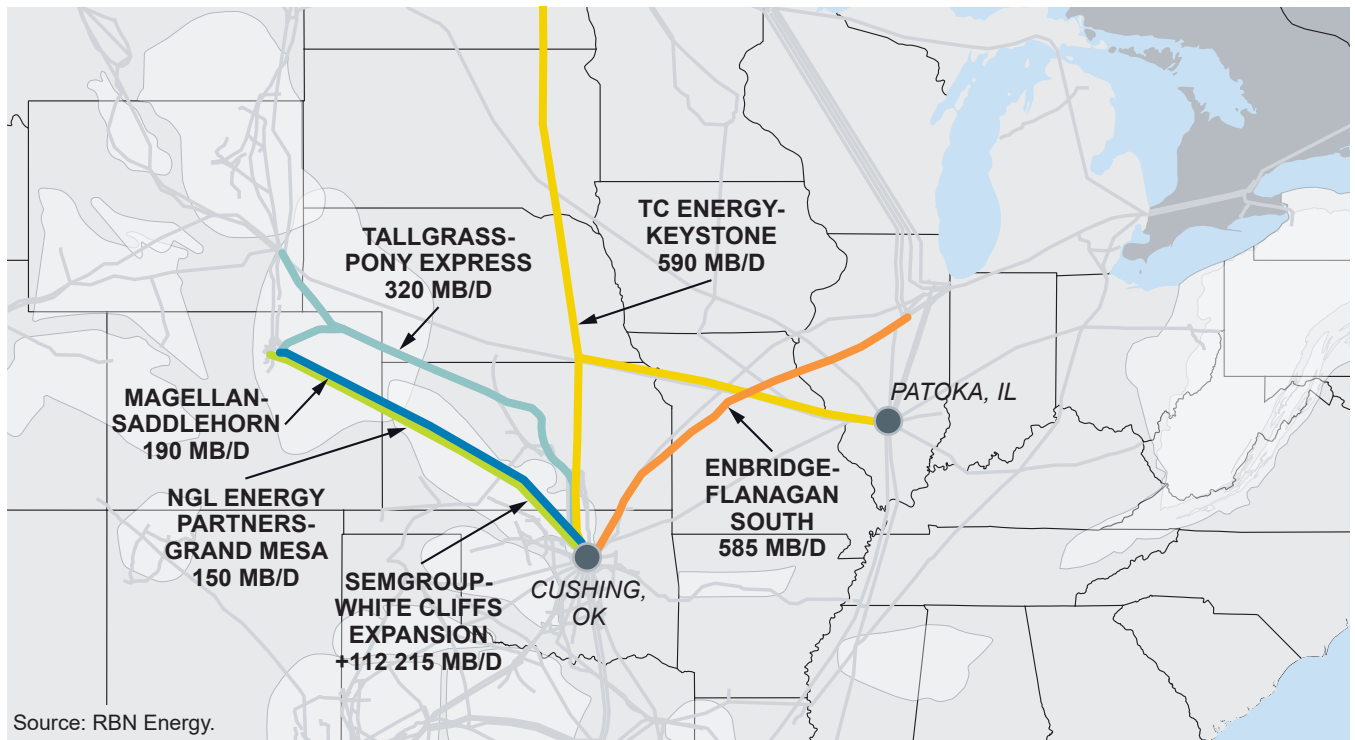 TC ENERGY-
KEYSTONE
590 MB/D
TALLGRASS-
PONY EXPRESS
320 MB/D
MAGELLAN-
SADDLEHORN
190 MB/D
PATOKA, IL
NGL ENERGY
PARTNERS-
GRAND MESA
150 MB/D
ENBRIDGE-
FLANAGAN
SOUTH
585 MB/D
SEMGROUP-
WHITE CLIFFS
EXPANSION
+112 215 MB/D
CUSHING,
OK
Source: RBN Energy.